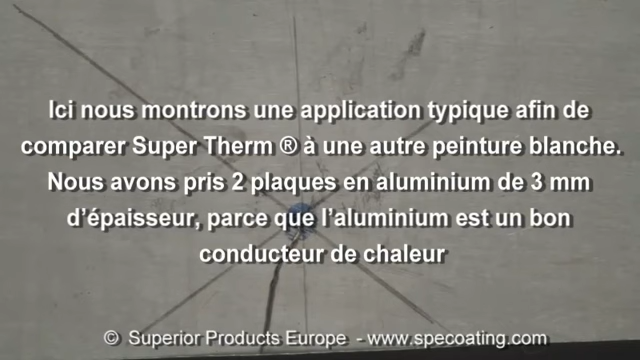 Ici nous montrons une application typique afin de
comparer Super Therm ® à une autre peinture blanche.
Nous avons pris 2 plaques en aluminium de 3 mm
d’épaisseur, parce que l’aluminium est un bon
conducteur de chaleur
© Superior Products Europe - www.specoating.com